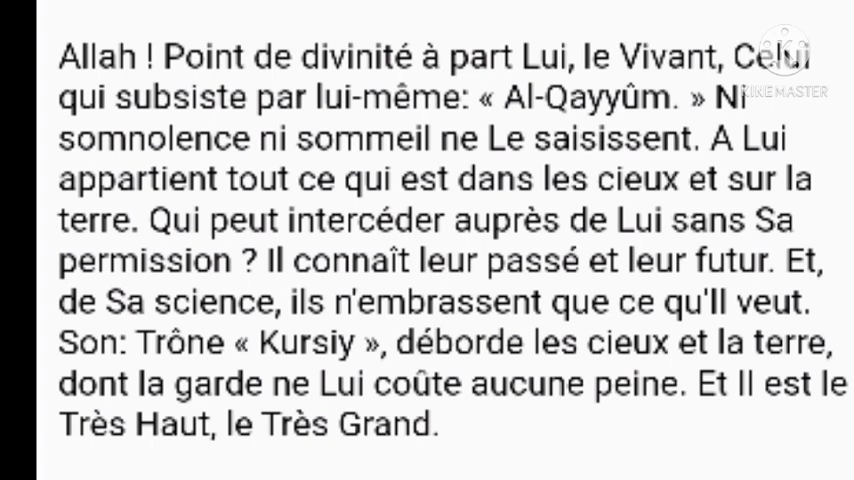 Allah ! Point de divinité à part Lui, le Vivant, Celui
qui subsiste par lui-même: « Al-Qayyûm. » Ni
somnolence ni sommeil ne Le saisissent. A Lui
appartient tout ce qui est dans les cieux et sur la
terre. Qui peut intercéder auprès de Lui sans Sa
permission ? Il connaît leur passé et leur futur. Et,
de Sa science, ils n'embrassent que ce qu'Il veut.
Son: Trône « Kursiy », déborde les cieux et la terre,
dont la garde ne Lui coûte aucune peine. Et Il est le
Très Haut, le Très Grand.
KINEMASTER